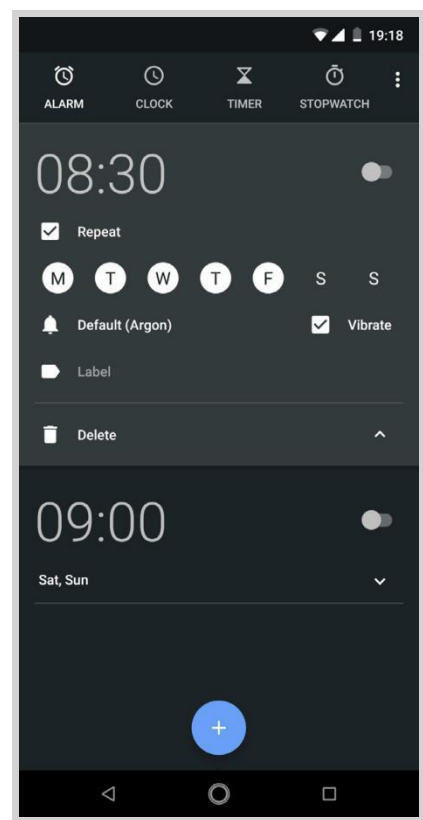 19:18
ALARM CLOCK TIMER STOPWATCH
08:30
Repeat
M T W T F S S
Default (Argon) Vibrate
Label
Delete
09:00
Sat, Sun